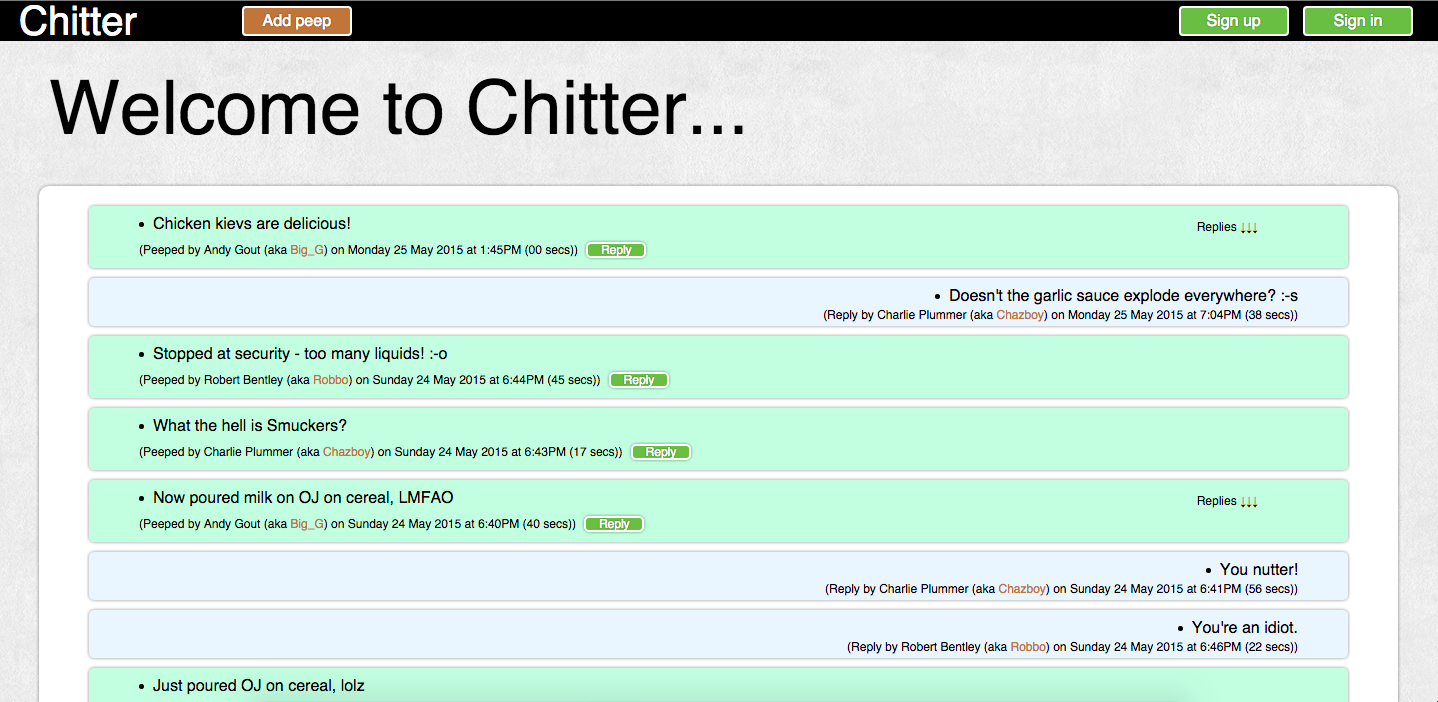 Chitter
Add peep
Sign up
Sign in
Welcome to Chitter...
• Chicken kievs are delicious!
Replies ↓↓↓
(Peeped by Andy Gout (aka Big_G) on Monday 25 May 2015 at 1:45PM (00 secs)) Reply
• Doesn't the garlic sauce explode everywhere? :-s
(Reply by Charlie Plummer (aka Chazboy) on Monday 25 May 2015 at 7:04PM (38 secs))
• Stopped at security - too many liquids! :-o
(Peeped by Robert Bentley (aka Robbo) on Sunday 24 May 2015 at 6:44PM (45 secs)) Reply
• What the hell is Smuckers?
(Peeped by Charlie Plummer (aka Chazboy) on Sunday 24 May 2015 at 6:43PM (17 secs)) Reply
• Now poured milk on OJ on cereal, LMFAO
Replies ↓↓↓
(Peeped by Andy Gout (aka Big_G) on Sunday 24 May 2015 at 6:40PM (40 secs)) Reply
• You nutter!
(Reply by Charlie Plummer (aka Chazboy) on Sunday 24 May 2015 at 6:41PM (56 secs))
• You're an idiot.
(Reply by Robert Bentley (aka Robbo) on Sunday 24 May 2015 at 6:46PM (22 secs))
• Just poured OJ on cereal, lolz